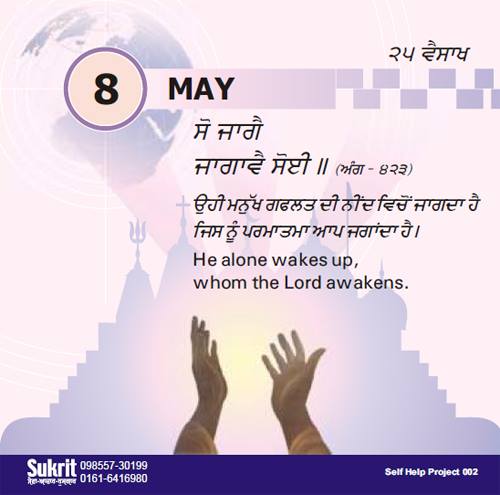 ੨੫ ਵੈਸਾਖ
8 MAY
ਸੋ ਜਾਗੈ
ਜਾਗਾਵੈ ਸੋਈ ॥ (ਅੰਗ - ੪੨੩)
ਉਹੀ ਮਨੁੱਖ ਗਫਲਤ ਦੀ ਨੀਂਦ ਵਿਚੋਂ ਜਾਗਦਾ ਹੈ
ਜਿਸ ਨੂੰ ਪਰਮਾਤਮਾ ਆਪ ਜਗਾਂਦਾ ਹੈ।
He alone wakes up,
whom the Lord awakens.
Sukrit 098557-30199
0161-6416980
Self Help Project 002